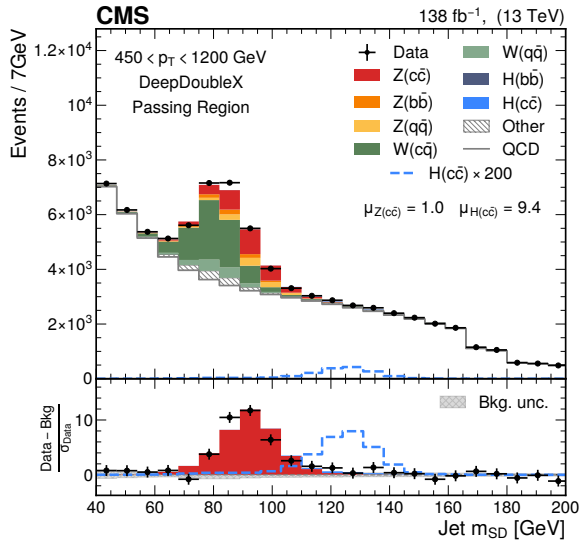 CMS 138 fb⁻¹, (13 TeV)
450 < p_T < 1200 GeV
DeepDoubleX
Passing Region
Data
Z(cc̄)
Z(bb̄)
Z(qq̄)
W(cq̄)
W(qq̄)
H(bb̄)
H(cc̄)
Other
QCD
H(cc̄) × 200
μ_Z(cc̄) = 1.0 μ_H(cc̄) = 9.4
Events / 7GeV
1.2×10⁴
10⁴
8×10³
6×10³
4×10³
2×10³
0
Data − Bkg
σ_Data
10
0
Bkg. unc.
40 60 80 100 120 140 160 180 200
Jet m_SD [GeV]